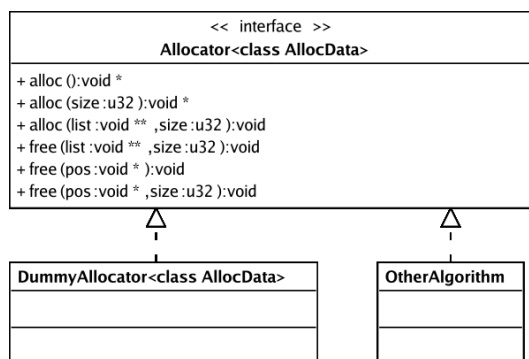 << interface >>
Allocator<class AllocData>
+ alloc ():void *
+ alloc (size :u32 ):void *
+ alloc (list :void ** ,size :u32 ):void
+ free (list :void ** ,size :u32 ):void
+ free (pos :void * ):void
+ free (pos :void * ,size :u32 ):void
DummyAllocator<class AllocData>
OtherAlgorithm